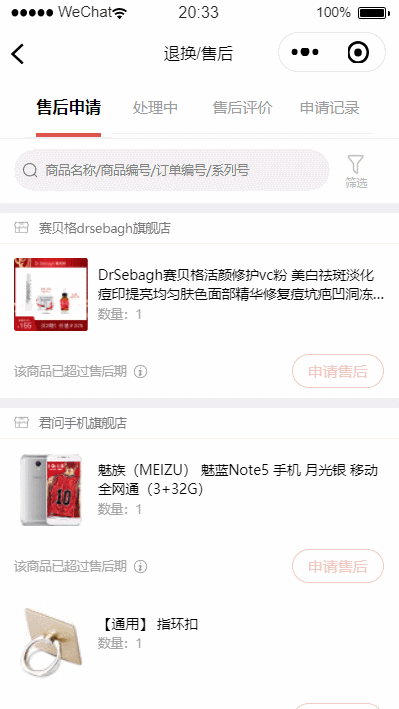 WeChat 20:33 100%
退换/售后
售后申请 处理中 售后评价 申请记录
商品名称/商品编号/订单编号/系列号 筛选
赛贝格drsebagh旗舰店
DrSebagh赛贝格活颜修护vc粉 美白祛斑淡化
痘印提亮均匀肤色面部精华修复痘坑疤凹洞冻...
数量：1
该商品已超过售后期 申请售后
君问手机旗舰店
魅族（MEIZU） 魅蓝Note5 手机 月光银 移动
全网通（3+32G）
数量：1
该商品已超过售后期 申请售后
【通用】 指环扣
数量：1